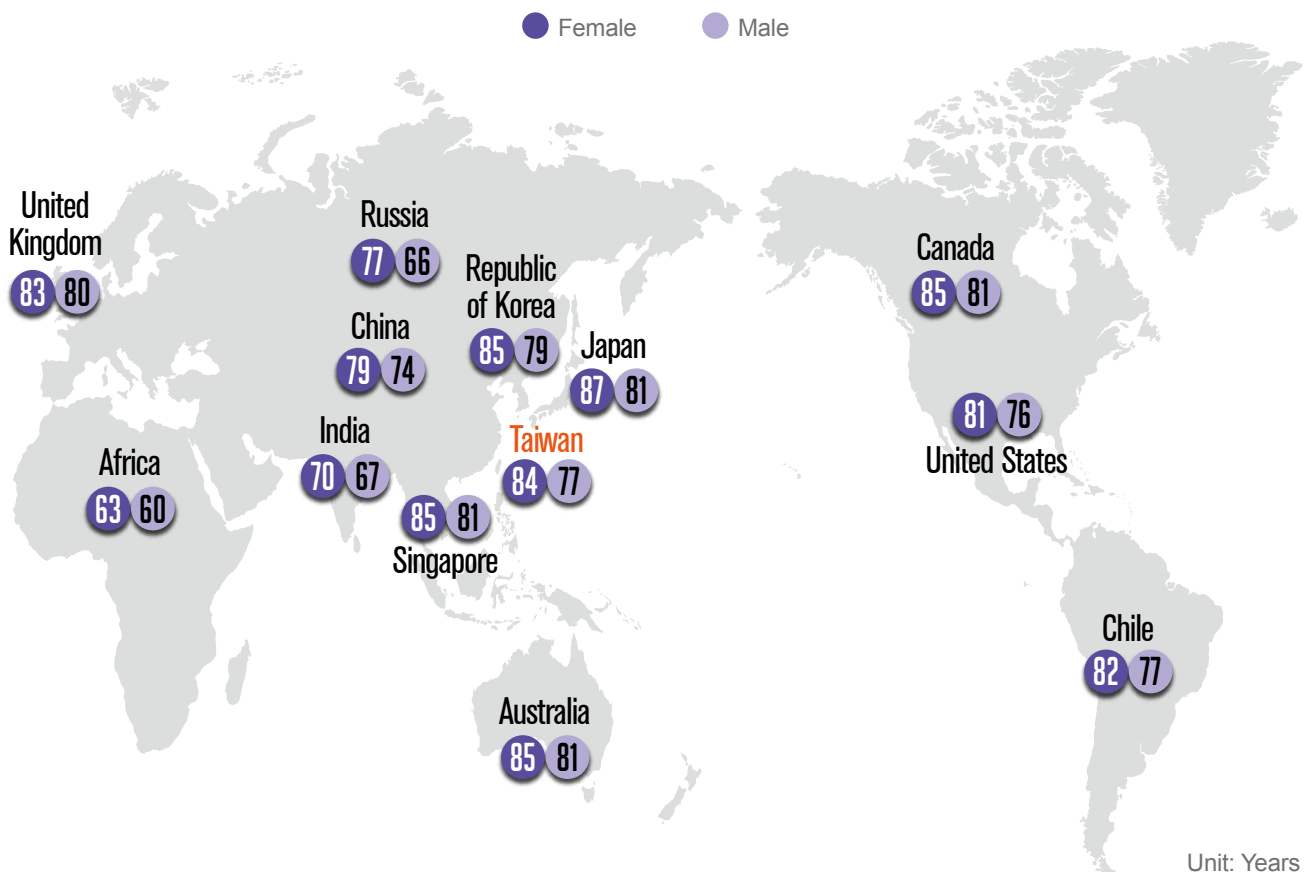 Female
Male
United
Kingdom
83 80
Russia
77 66
Republic
of Korea
85 79
Canada
85 81
China
79 74
Japan
87 81
India
70 67
Taiwan
84 77
81 76
United States
Africa
63 60
85 81
Singapore
Chile
82 77
Australia
85 81
Unit: Years